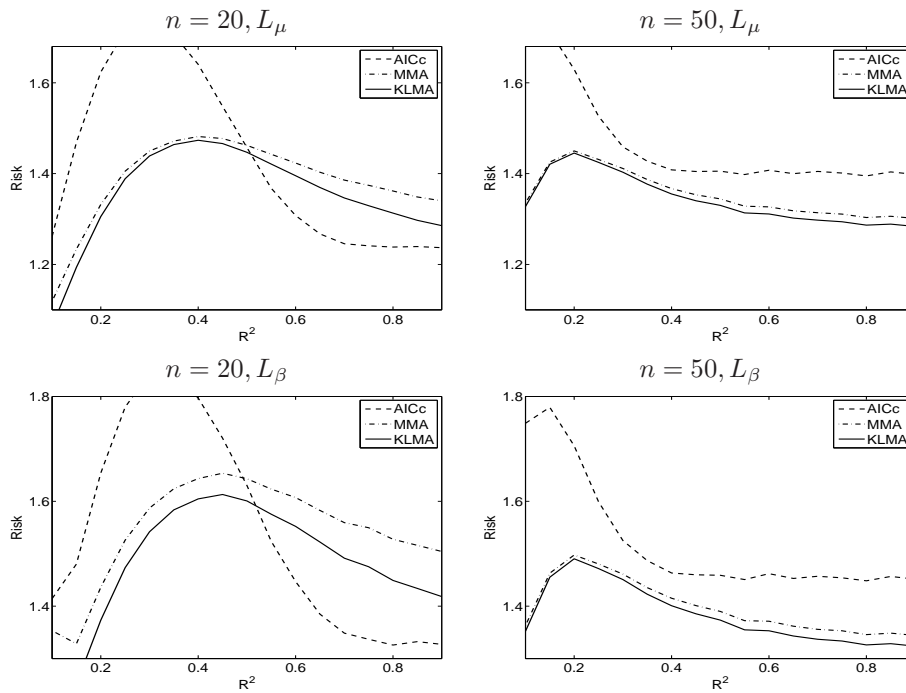 n = 20, L_μ
AICc
MMA
KLMA
Risk
1.6
1.4
1.2
0.2 0.4 0.6 0.8
R²
n = 50, L_μ
AICc
MMA
KLMA
Risk
1.6
1.4
1.2
0.2 0.4 0.6 0.8
R²
n = 20, L_β
AICc
MMA
KLMA
Risk
1.8
1.6
1.4
0.2 0.4 0.6 0.8
R²
n = 50, L_β
AICc
MMA
KLMA
Risk
1.8
1.6
1.4
0.2 0.4 0.6 0.8
R²